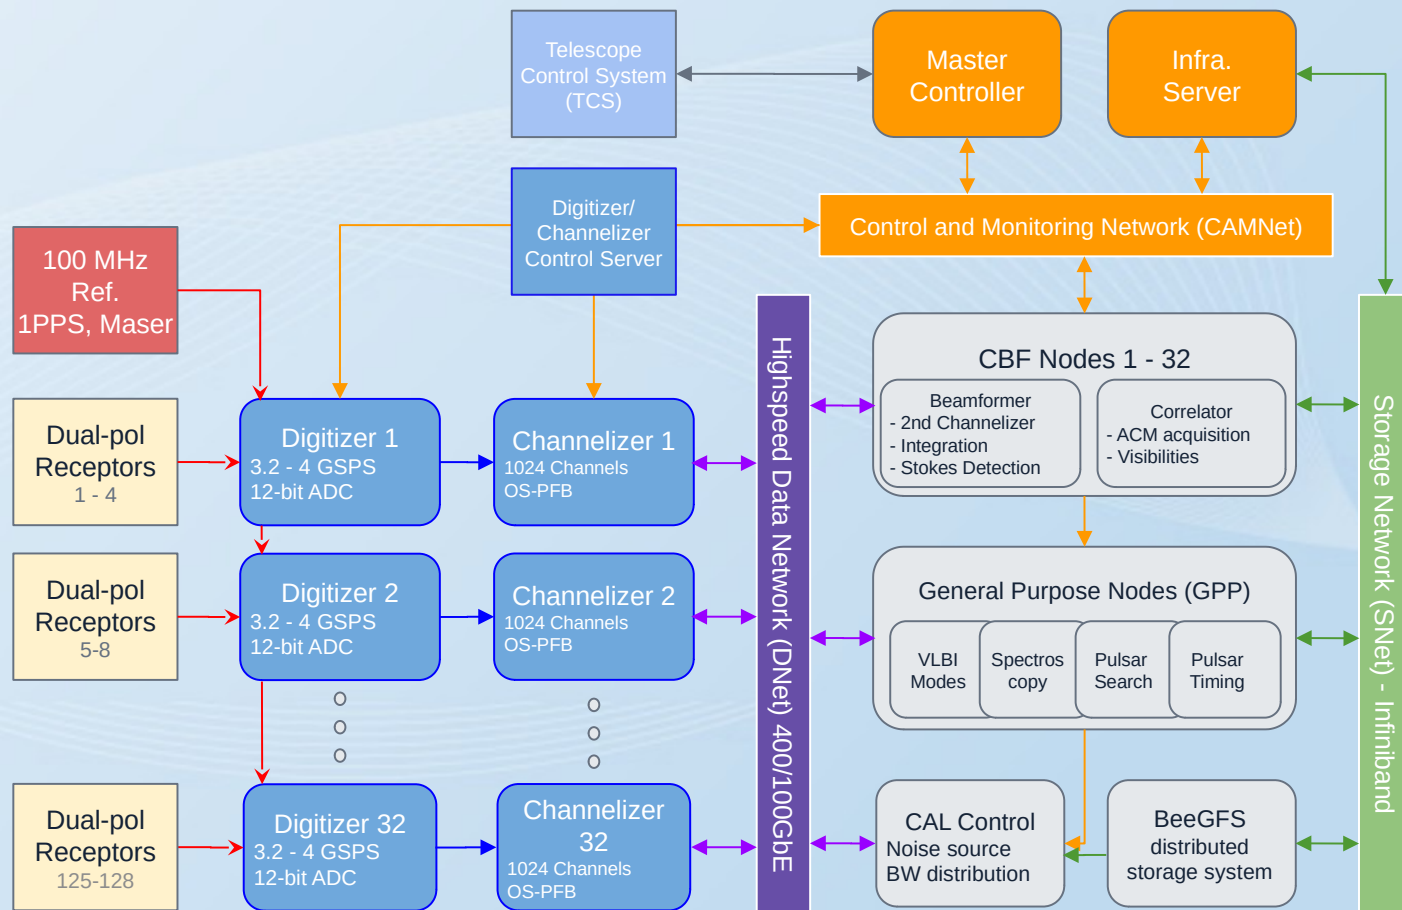 Telescope
Control System
(TCS)
Master
Controller
Infra.
Server
Digitizer/
Channelizer
Control Server
Control and Monitoring Network (CAMNet)
100 MHz
Ref.
1PPS, Maser
Highspeed Data Network (DNet) 400/100GbE
Storage Network (SNet) - Infiniband
CBF Nodes 1 - 32
Beamformer
- 2nd Channelizer
- Integration
- Stokes Detection
Correlator
- ACM acquisition
- Visibilities
Dual-pol
Receptors
1 - 4
Digitizer 1
3.2 - 4 GSPS
12-bit ADC
Channelizer 1
1024 Channels
OS-PFB
Dual-pol
Receptors
5-8
Digitizer 2
3.2 - 4 GSPS
12-bit ADC
Channelizer 2
1024 Channels
OS-PFB
General Purpose Nodes (GPP)
VLBI
Modes
Spectros
copy
Pulsar
Search
Pulsar
Timing
Dual-pol
Receptors
125-128
Digitizer 32
3.2 - 4 GSPS
12-bit ADC
Channelizer
32
1024 Channels
OS-PFB
CAL Control
Noise source
BW distribution
BeeGFS
distributed
storage system